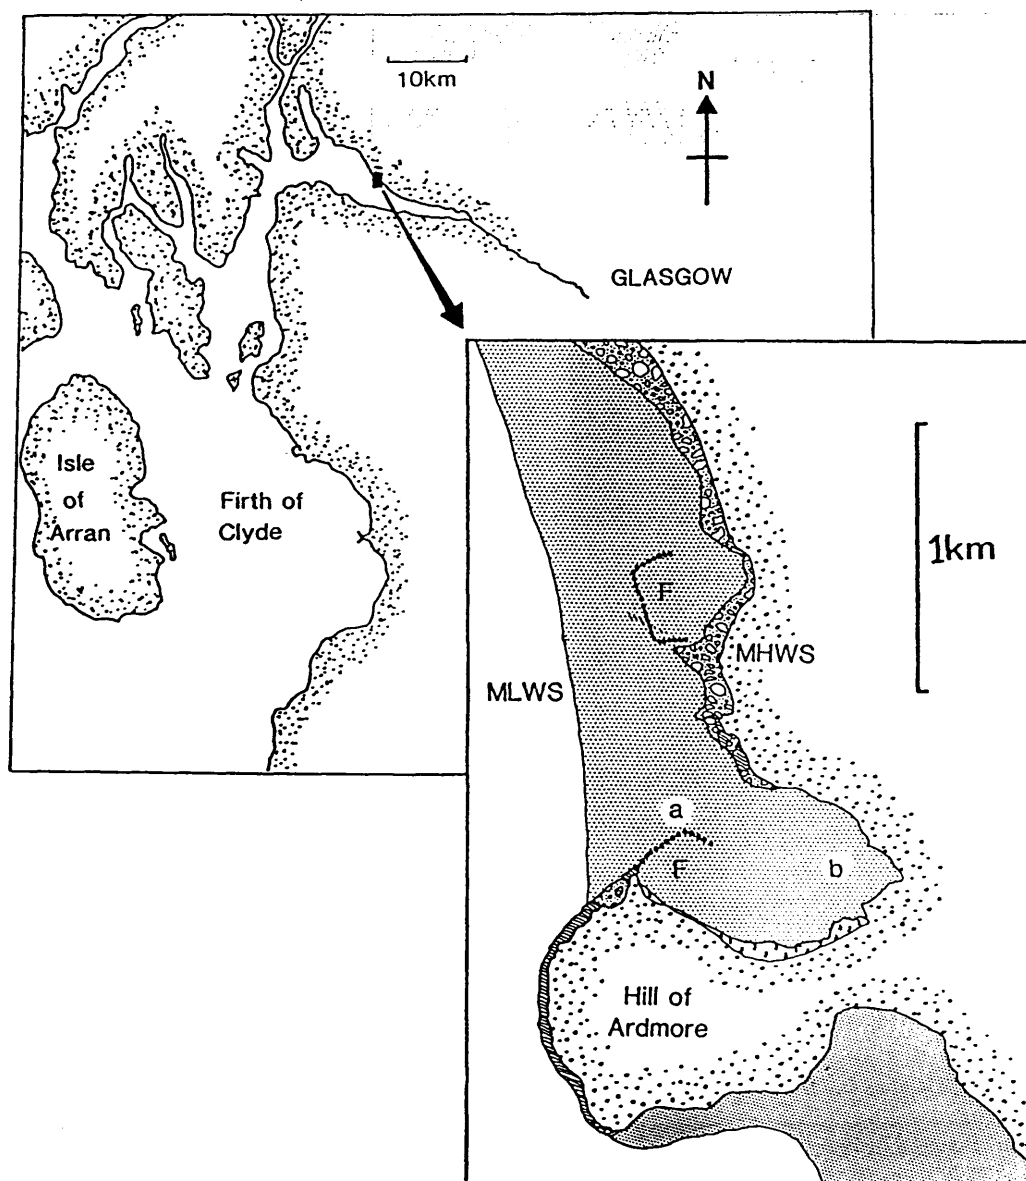 10km
N
GLASGOW
Isle
of
Arran
Firth of
Clyde
1km
F
MHWS
MLWS
a
F
b
Hill of
Ardmore